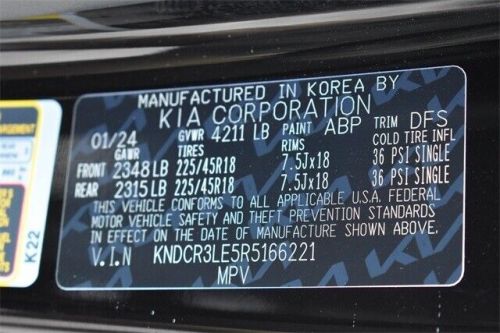 MANUFACTURED IN KOREA BY
KIA CORPORATION
01/24 GVWR 4211 LB PAINT ABP TRIM DFS
GAWR TIRES RIMS COLD TIRE INFL
FRONT 2348 LB 225/45R18 7.5Jx18 36 PSI SINGLE
REAR 2315 LB 225/45R18 7.5Jx18 36 PSI SINGLE
THIS VEHICLE CONFORMS TO ALL APPLICABLE U.S.A. FEDERAL
MOTOR VEHICLE SAFETY AND THEFT PREVENTION STANDARDS
IN EFFECT ON THE DATE OF MANUFACTURE SHOWN ABOVE.
V.I.N KNDCR3LE5R5166221
MPV
K22